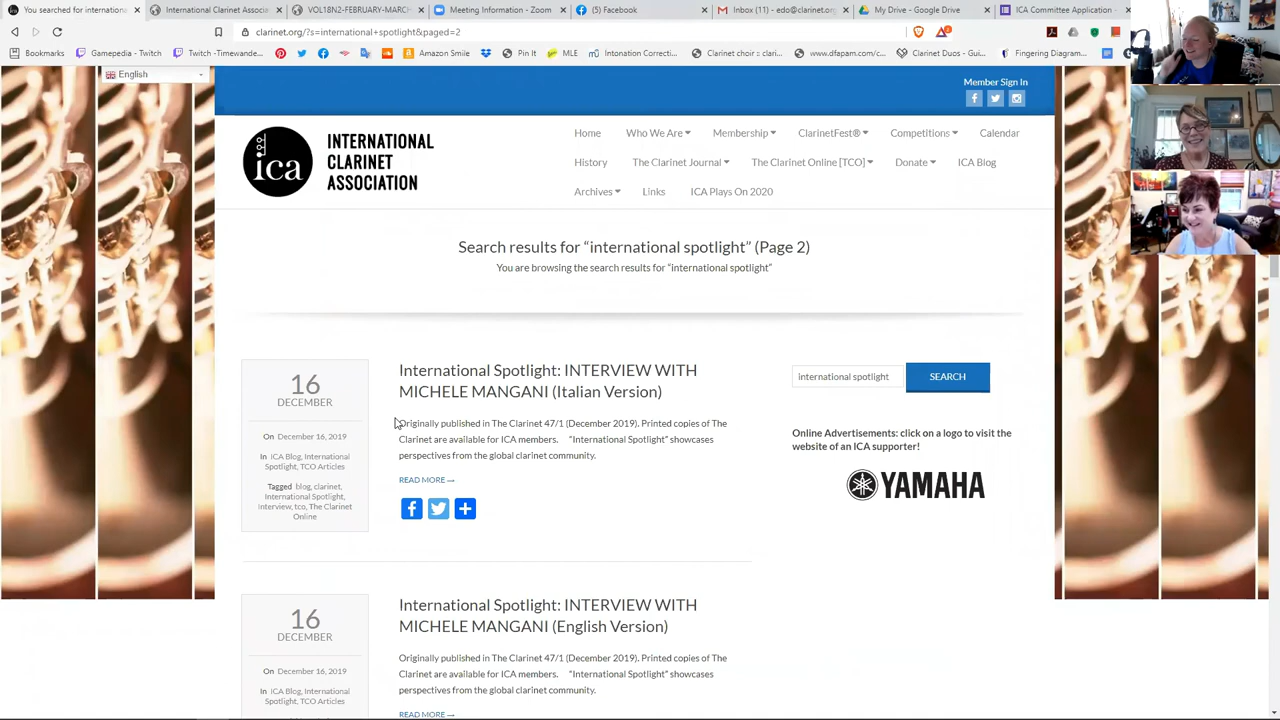 You searched for internationa
International Clarinet Associa
VOL18N2-FEBRUARY-MARCH
Meeting Information - Zoom
(5) Facebook
Inbox (11) - edo@clarinet.org
My Drive - Google Drive
ICA Committee Application -
clarinet.org/?s=international+spotlight&paged=2
Bookmarks
Gamepedia - Twitch
Twitch -Timewande...
Pin It
Amazon Smile
Pin It
MLE
Intonation Correcti...
Clarinet choir :: clari...
www.dfapam.com/c...
Clarinet Duos - Gui...
Fingering Diagram...
English
Member Sign In
ica
INTERNATIONAL
CLARINET
ASSOCIATION
Home Who We Are Membership ClarinetFest® Competitions Calendar
History The Clarinet Journal The Clarinet Online [TCO] Donate ICA Blog
Archives Links ICA Plays On 2020
Search results for “international spotlight” (Page 2)
You are browsing the search results for “international spotlight”
16
DECEMBER
On December 16, 2019
In ICA Blog, International
Spotlight, TCO Articles
Tagged blog, clarinet,
International Spotlight,
Interview, tco, The Clarinet
Online
International Spotlight: INTERVIEW WITH
MICHELE MANGANI (Italian Version)
Originally published in The Clarinet 47/1 (December 2019). Printed copies of The
Clarinet are available for ICA members. “International Spotlight” showcases
perspectives from the global clarinet community.
READ MORE
international spotlight
SEARCH
Online Advertisements: click on a logo to visit the
website of an ICA supporter!
YAMAHA
16
DECEMBER
On December 16, 2019
In ICA Blog, International
Spotlight, TCO Articles
International Spotlight: INTERVIEW WITH
MICHELE MANGANI (English Version)
Originally published in The Clarinet 47/1 (December 2019). Printed copies of The
Clarinet are available for ICA members. “International Spotlight” showcases
perspectives from the global clarinet community.
READ MORE